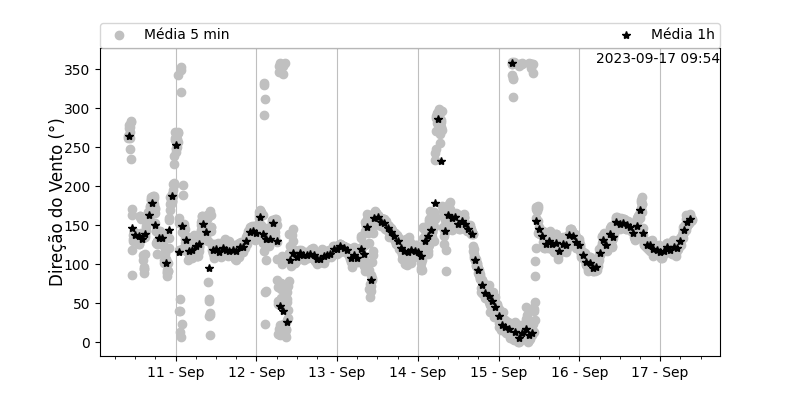 Média 5 min
Média 1h
2023-09-17 09:54
Direção do Vento (°)
350
300
250
200
150
100
50
0
11 - Sep
12 - Sep
13 - Sep
14 - Sep
15 - Sep
16 - Sep
17 - Sep